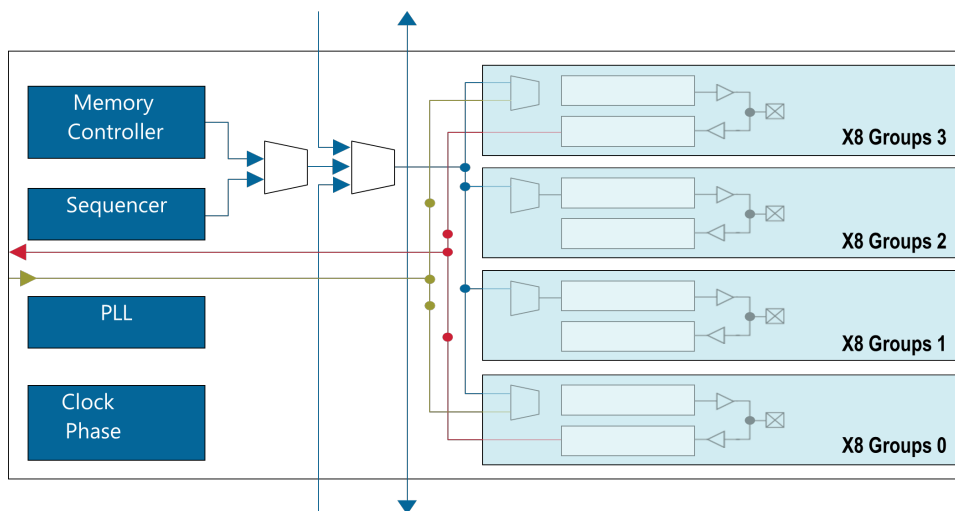 Memory
Controller
Sequencer
PLL
Clock
Phase
X8 Groups 3
X8 Groups 2
X8 Groups 1
X8 Groups 0